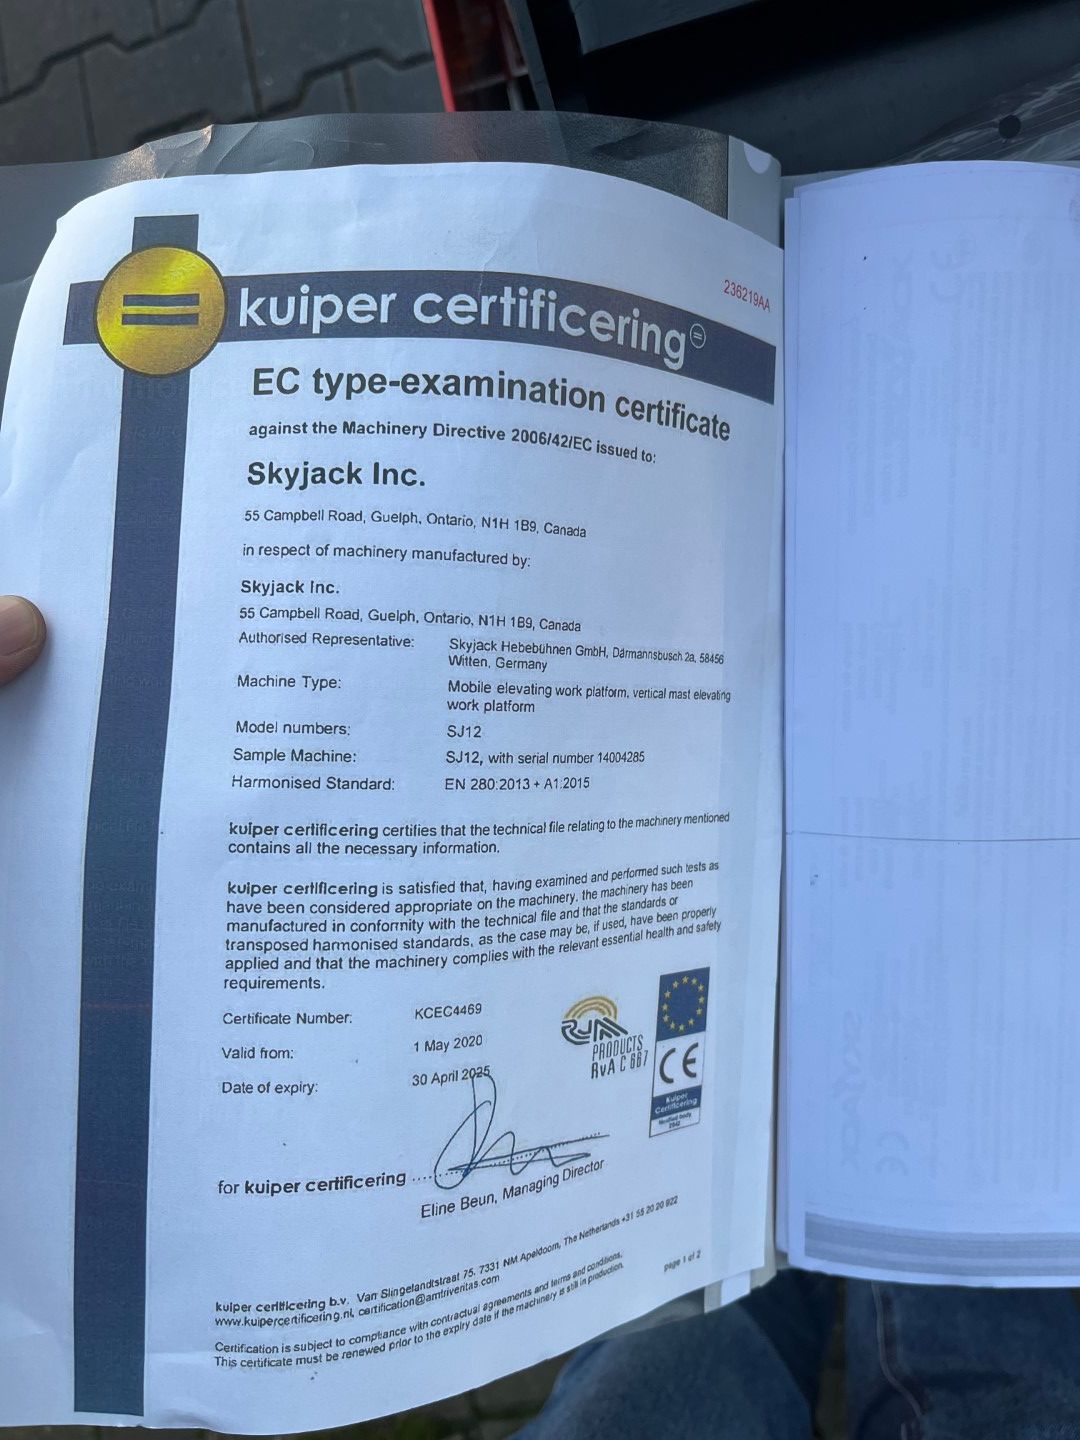 236219AA
kuiper certificering
EC type-examination certificate
against the Machinery Directive 2006/42/EC issued to:
Skyjack Inc.
55 Campbell Road, Guelph, Ontario, N1H 1B9, Canada
in respect of machinery manufactured by:
Skyjack Inc.
55 Campbell Road, Guelph, Ontario, N1H 1B9, Canada
Authorised Representative: Skyjack Hebebühnen GmbH, Därmannsbusch 2a, 58456
Witten, Germany
Machine Type: Mobile elevating work platform, vertical mast elevating
work platform
Model numbers: SJ12
Sample Machine: SJ12, with serial number 14004285
Harmonised Standard: EN 280:2013 + A1:2015
kuiper certificering certifies that the technical file relating to the machinery mentioned
contains all the necessary information.
kuiper certificering is satisfied that, having examined and performed such tests as
have been considered appropriate on the machinery, the machinery has been
manufactured in conformity with the technical file and that the standards or
transposed harmonised standards, as the case may be, if used, have been properly
applied and that the machinery complies with the relevant essential health and safety
requirements.
Certificate Number: KCEC4469
Valid from: 1 May 2020
Date of expiry: 30 April 2025
RvA
PRODUCTS
RvA C 667
CE
Kuiper
Certificering
Notified body
2842
for kuiper certificering
Eline Beun, Managing Director
kuiper certificering b.v. Van Slingelandtstraat 75, 7331 NM Apeldoorn, The Netherlands +31 55 20 20 922
www.kuipercertificering.nl, certification@amtriveritas.com
page 1 of 2
Certification is subject to compliance with contractual agreements and terms and conditions.
This certificate must be renewed prior to the expiry date if the machinery is still in production.